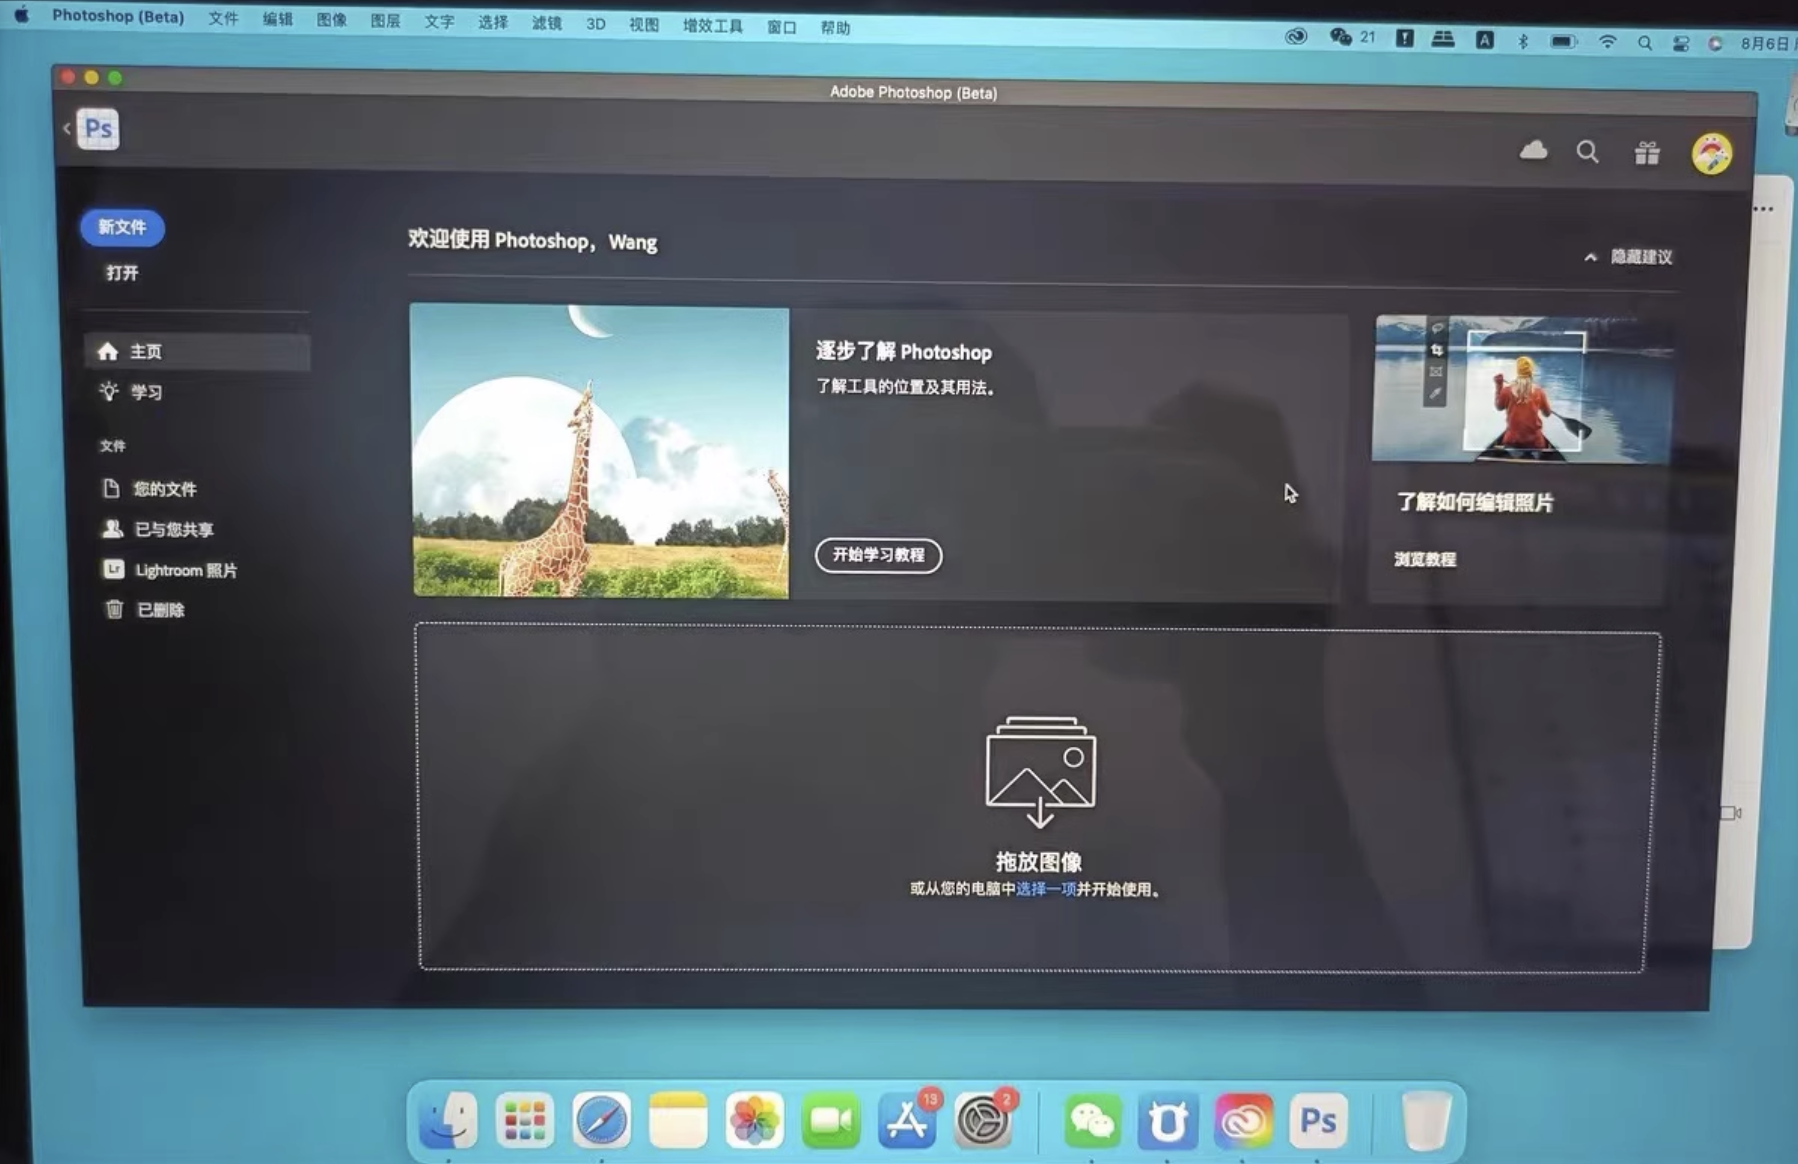 Photoshop (Beta) 文件 编辑 图像 图层 文字 选择 滤镜 3D 视图 增效工具 窗口 帮助
21 A 8月6日
Adobe Photoshop (Beta)
Ps
新文件
打开
主页
学习
文件
您的文件
已与您共享
Lr Lightroom 照片
已删除
欢迎使用 Photoshop，Wang
隐藏建议
逐步了解 Photoshop
了解工具的位置及其用法。
开始学习教程
了解如何编辑照片
浏览教程
拖放图像
或从您的电脑中选择一项并开始使用。
13 2
Ps